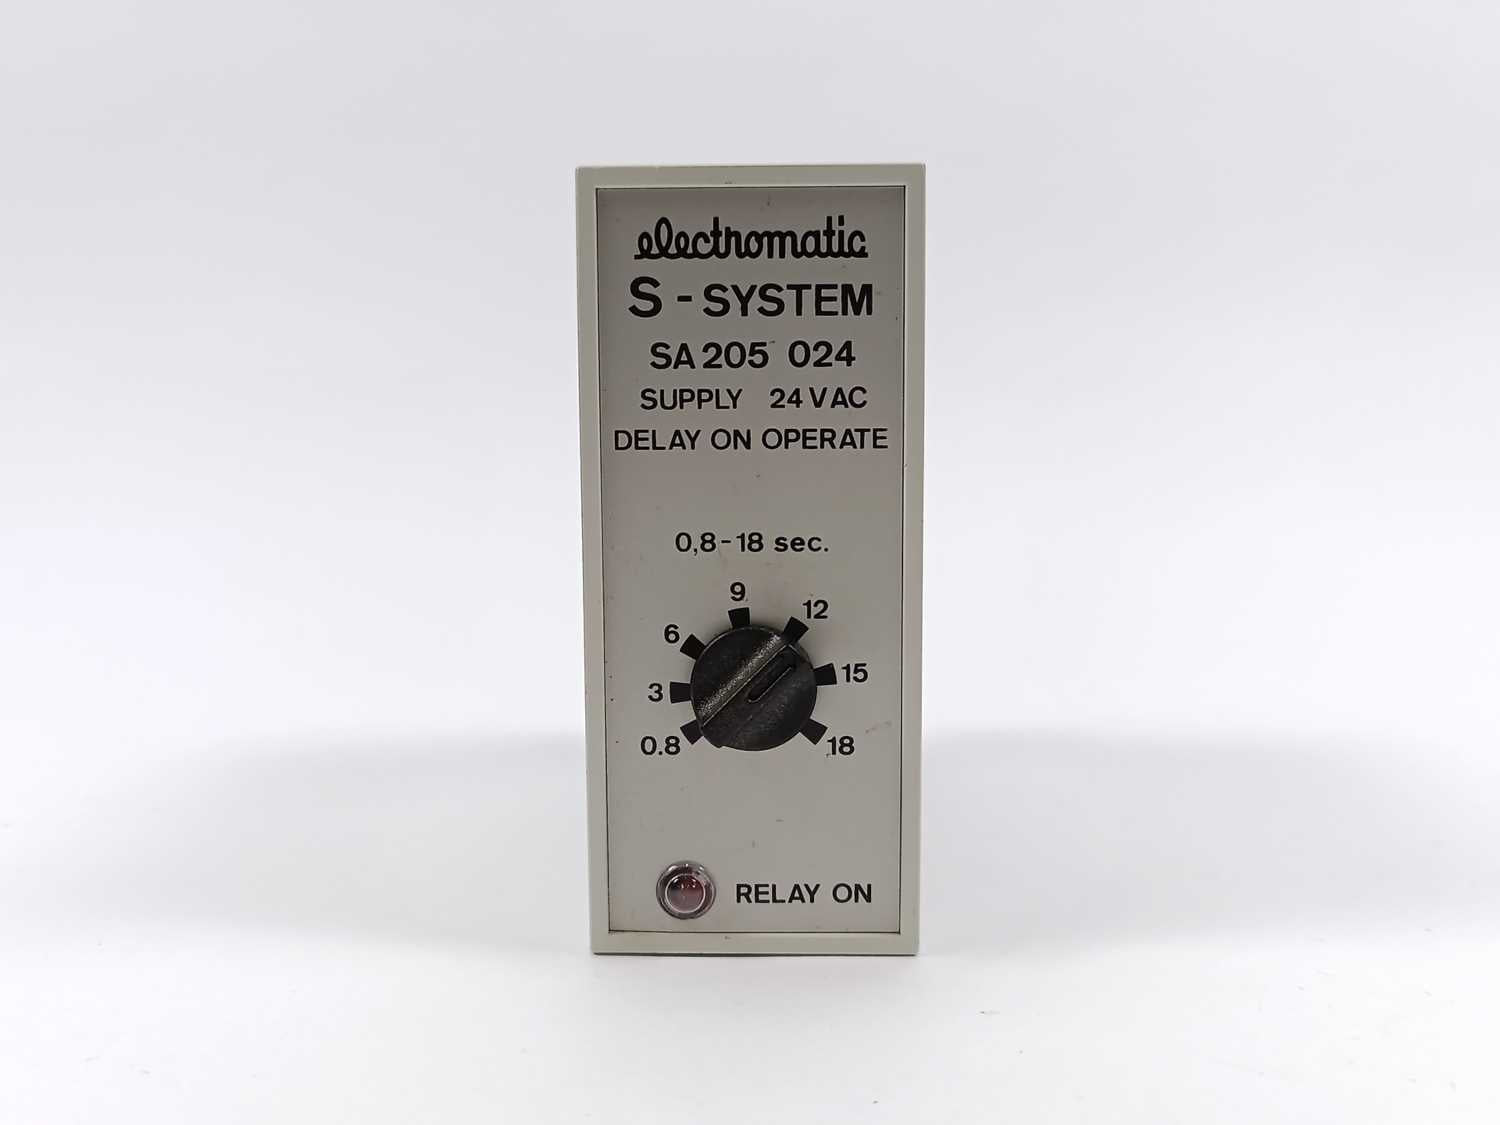 electromatic
S - SYSTEM
SA 205 024
SUPPLY 24 VAC
DELAY ON OPERATE
0,8 - 18 sec.
9
12
6
15
3
0.8
18
RELAY ON